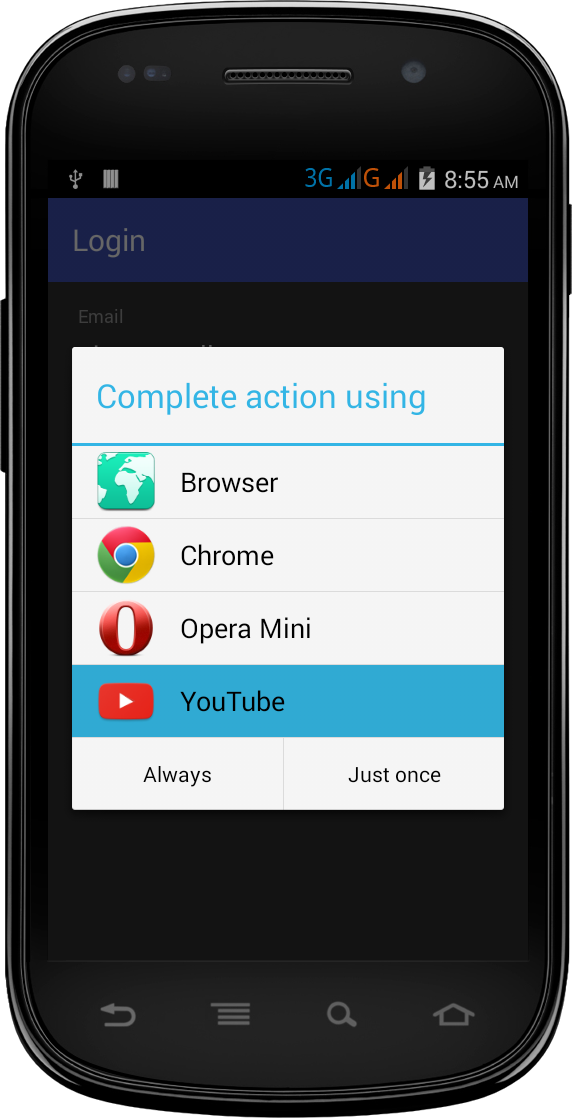 3G G 8:55 AM
Login
Email
Complete action using
Browser
Chrome
Opera Mini
YouTube
Always Just once